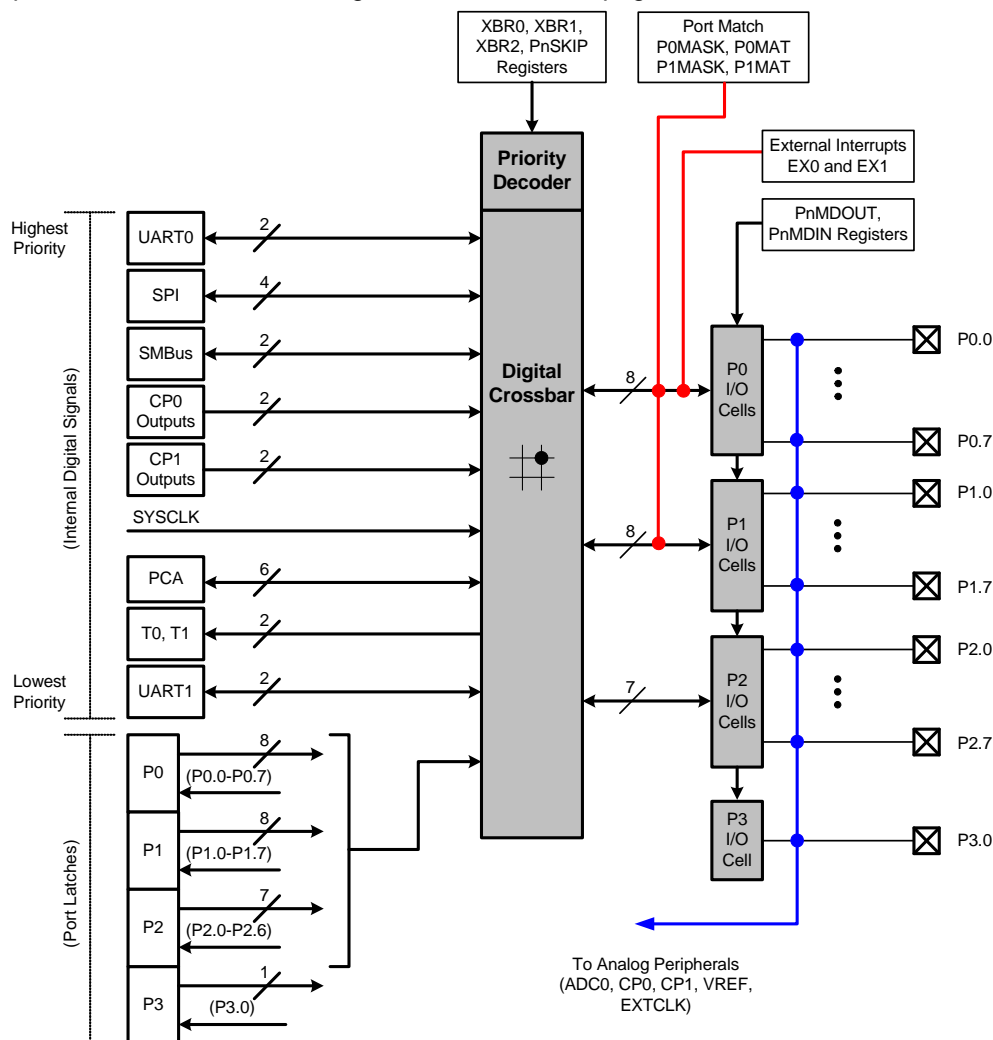 XBR0, XBR1,
XBR2, PnSKIP
Registers
Port Match
P0MASK, P0MAT
P1MASK, P1MAT
External Interrupts
EX0 and EX1
PnMDOUT,
PnMDIN Registers
Priority
Decoder
Digital
Crossbar
Highest
Priority
(Internal Digital Signals)
Lowest
Priority
UART0
2
SPI
4
SMBus
2
CP0
Outputs
2
CP1
Outputs
2
SYSCLK
PCA
6
T0, T1
2
UART1
2
(Port Latches)
P0
8
(P0.0-P0.7)
P1
8
(P1.0-P1.7)
P2
7
(P2.0-P2.6)
P3
1
(P3.0)
8
P0
I/O
Cells
P0.0
P0.7
8
P1
I/O
Cells
P1.0
P1.7
7
P2
I/O
Cells
P2.0
P2.7
P3
I/O
Cell
P3.0
To Analog Peripherals
(ADC0, CP0, CP1, VREF,
EXTCLK)